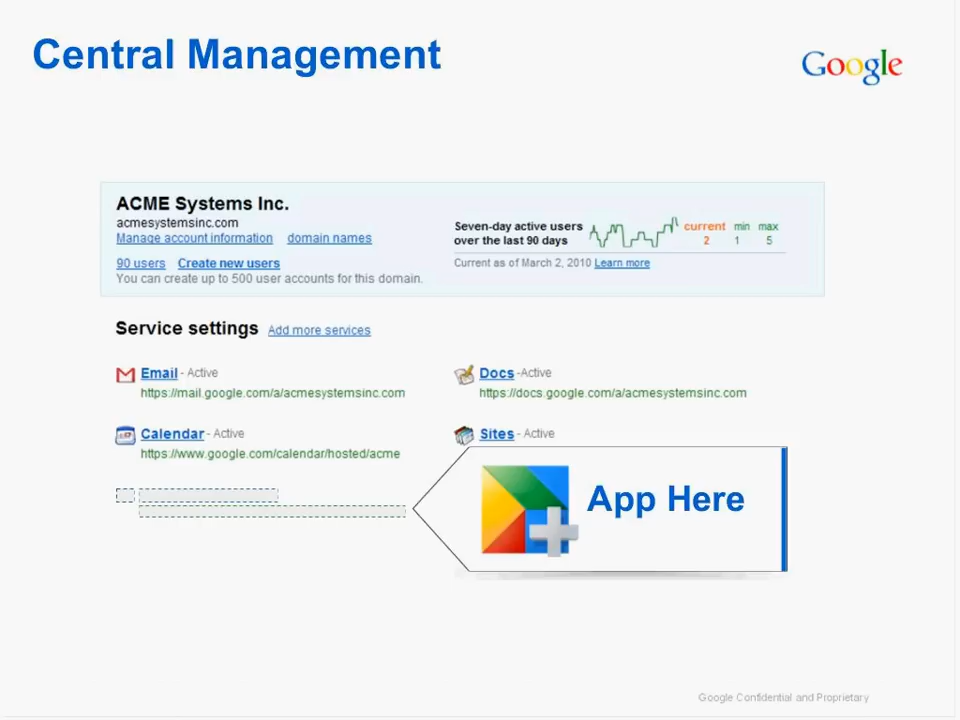 Central Management
Google
ACME Systems Inc.
acmesystemsinc.com
Manage account information domain names
90 users Create new users
You can create up to 500 user accounts for this domain.
Seven-day active users
over the last 90 days
current min max
2 1 5
Current as of March 2, 2010 Learn more
Service settings Add more services
Email - Active
https://mail.google.com/a/acmesystemsinc.com
Docs -Active
https://docs.google.com/a/acmesystemsinc.com
Calendar - Active
https://www.google.com/calendar/hosted/acme
Sites - Active
App Here
Google Confidential and Proprietary